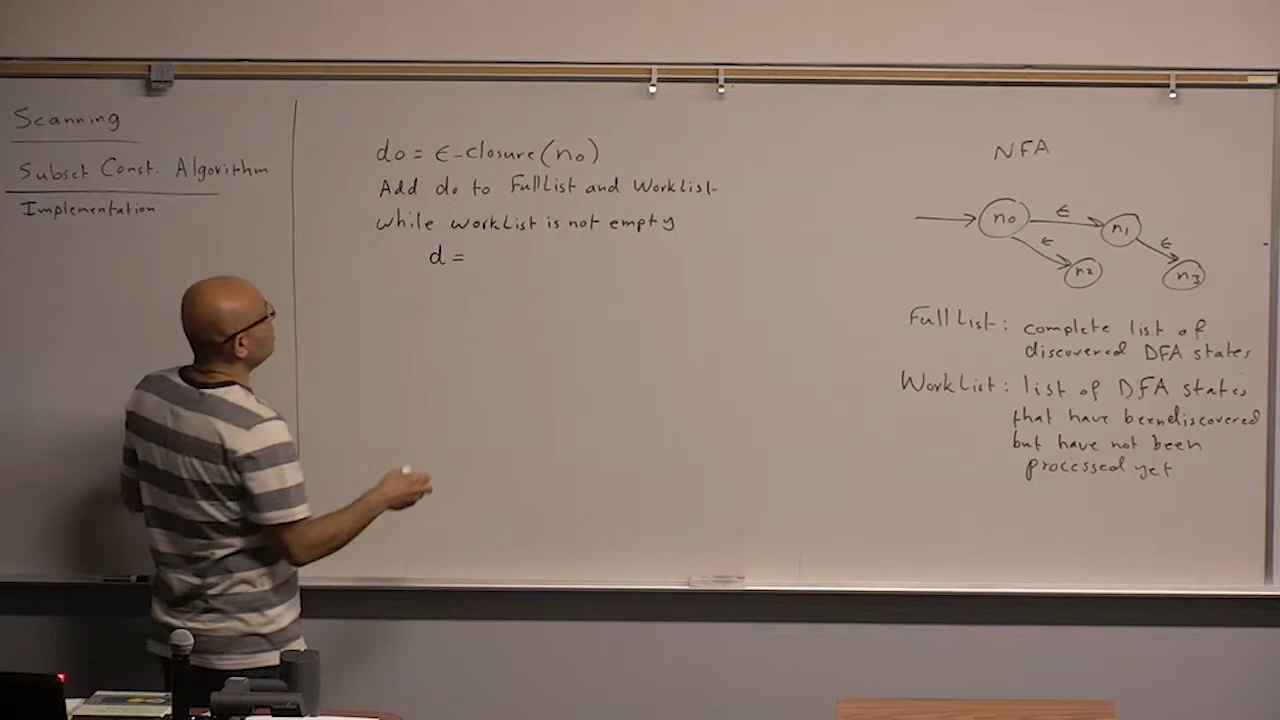 Scanning
Subset Const. Algorithm
Implementation
d0 = ϵ-closure(n0)
Add d0 to FullList and WorkList
while workList is not empty
d =
NFA
n0
ϵ
n1
ϵ
n2
ϵ
n3
FullList: complete list of
discovered DFA states
WorkList: list of DFA states
that have been discovered
but have not been
processed yet